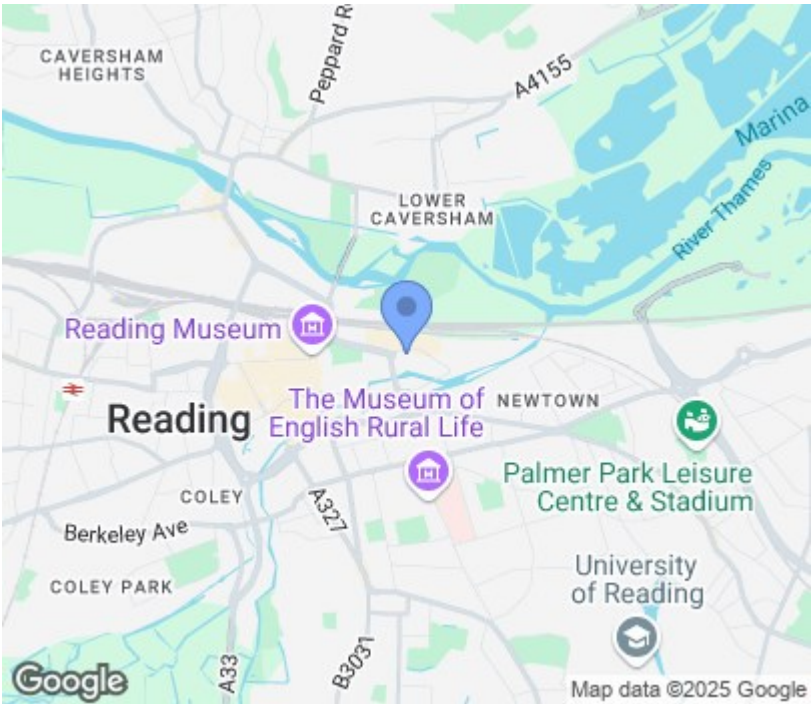 CAVERSHAM
HEIGHTS
Peppard R
A4155
Marina
LOWER
CAVERSHAM
River Thames
Reading Museum
The Museum of
English Rural Life
NEWTOWN
Reading
Palmer Park Leisure
Centre & Stadium
COLEY
A327
Berkeley Ave
University
of Reading
COLEY PARK
A33
B3031
Google
Map data ©2025 Google